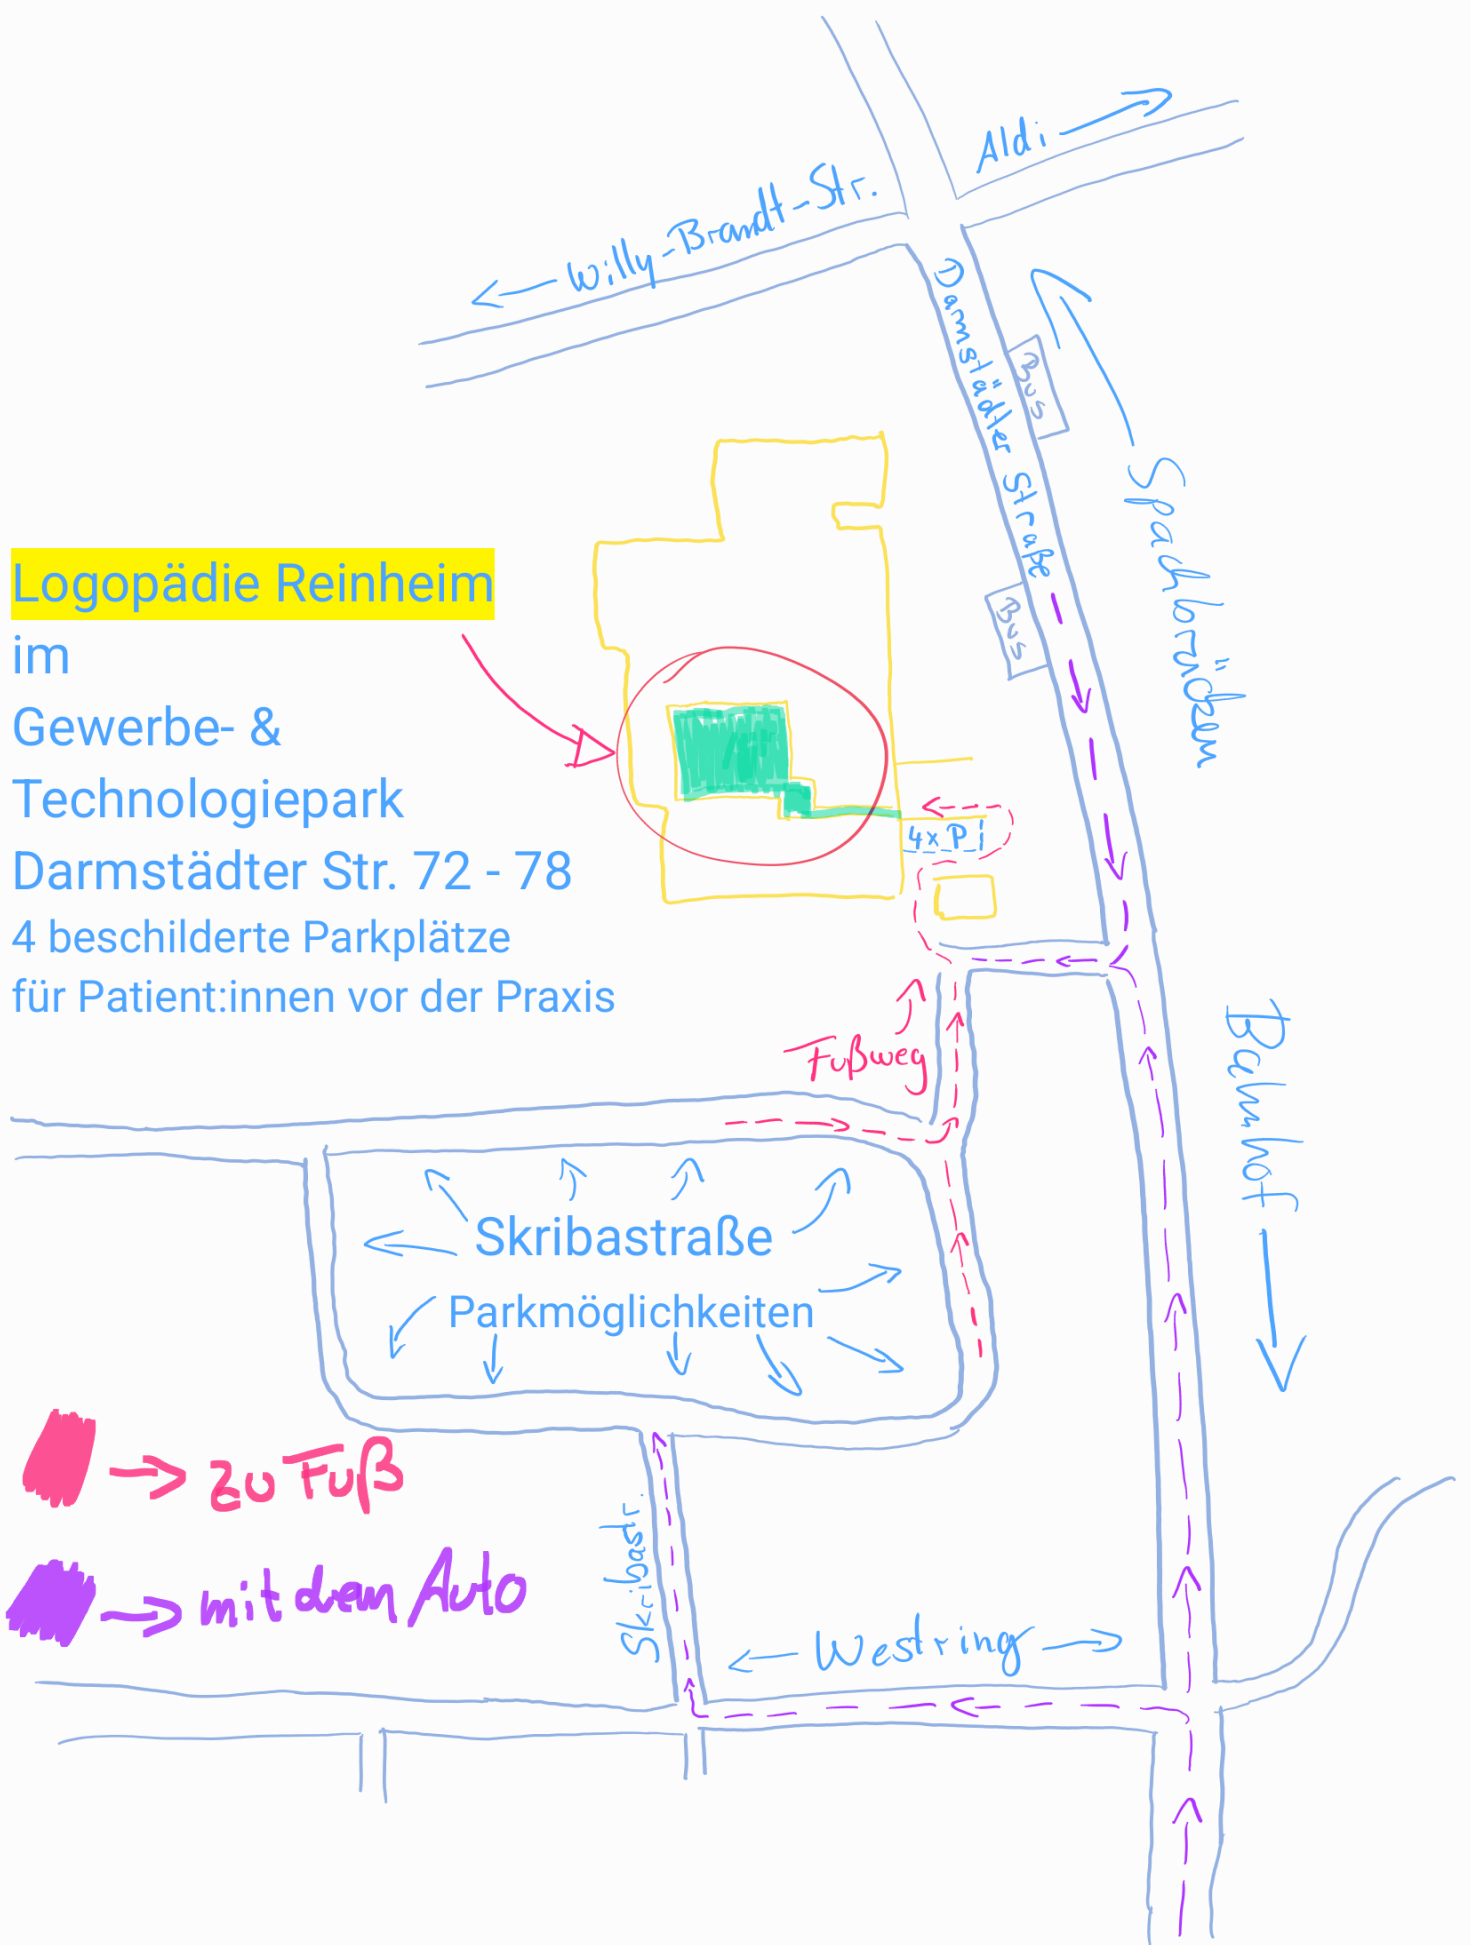 Aldi
Willy-Brandt-Str.
Darmstädter Straße
Bus
Spachbrücken
Bus
Logopädie Reinheim
im
Gewerbe- &
Technologiepark
Darmstädter Str. 72 - 78
4 beschilderte Parkplätze
für Patient:innen vor der Praxis
4x P
Fußweg
Bahnhof
Skribastraße
Parkmöglichkeiten
zu Fuß
mit dem Auto
Skribastr.
Westring